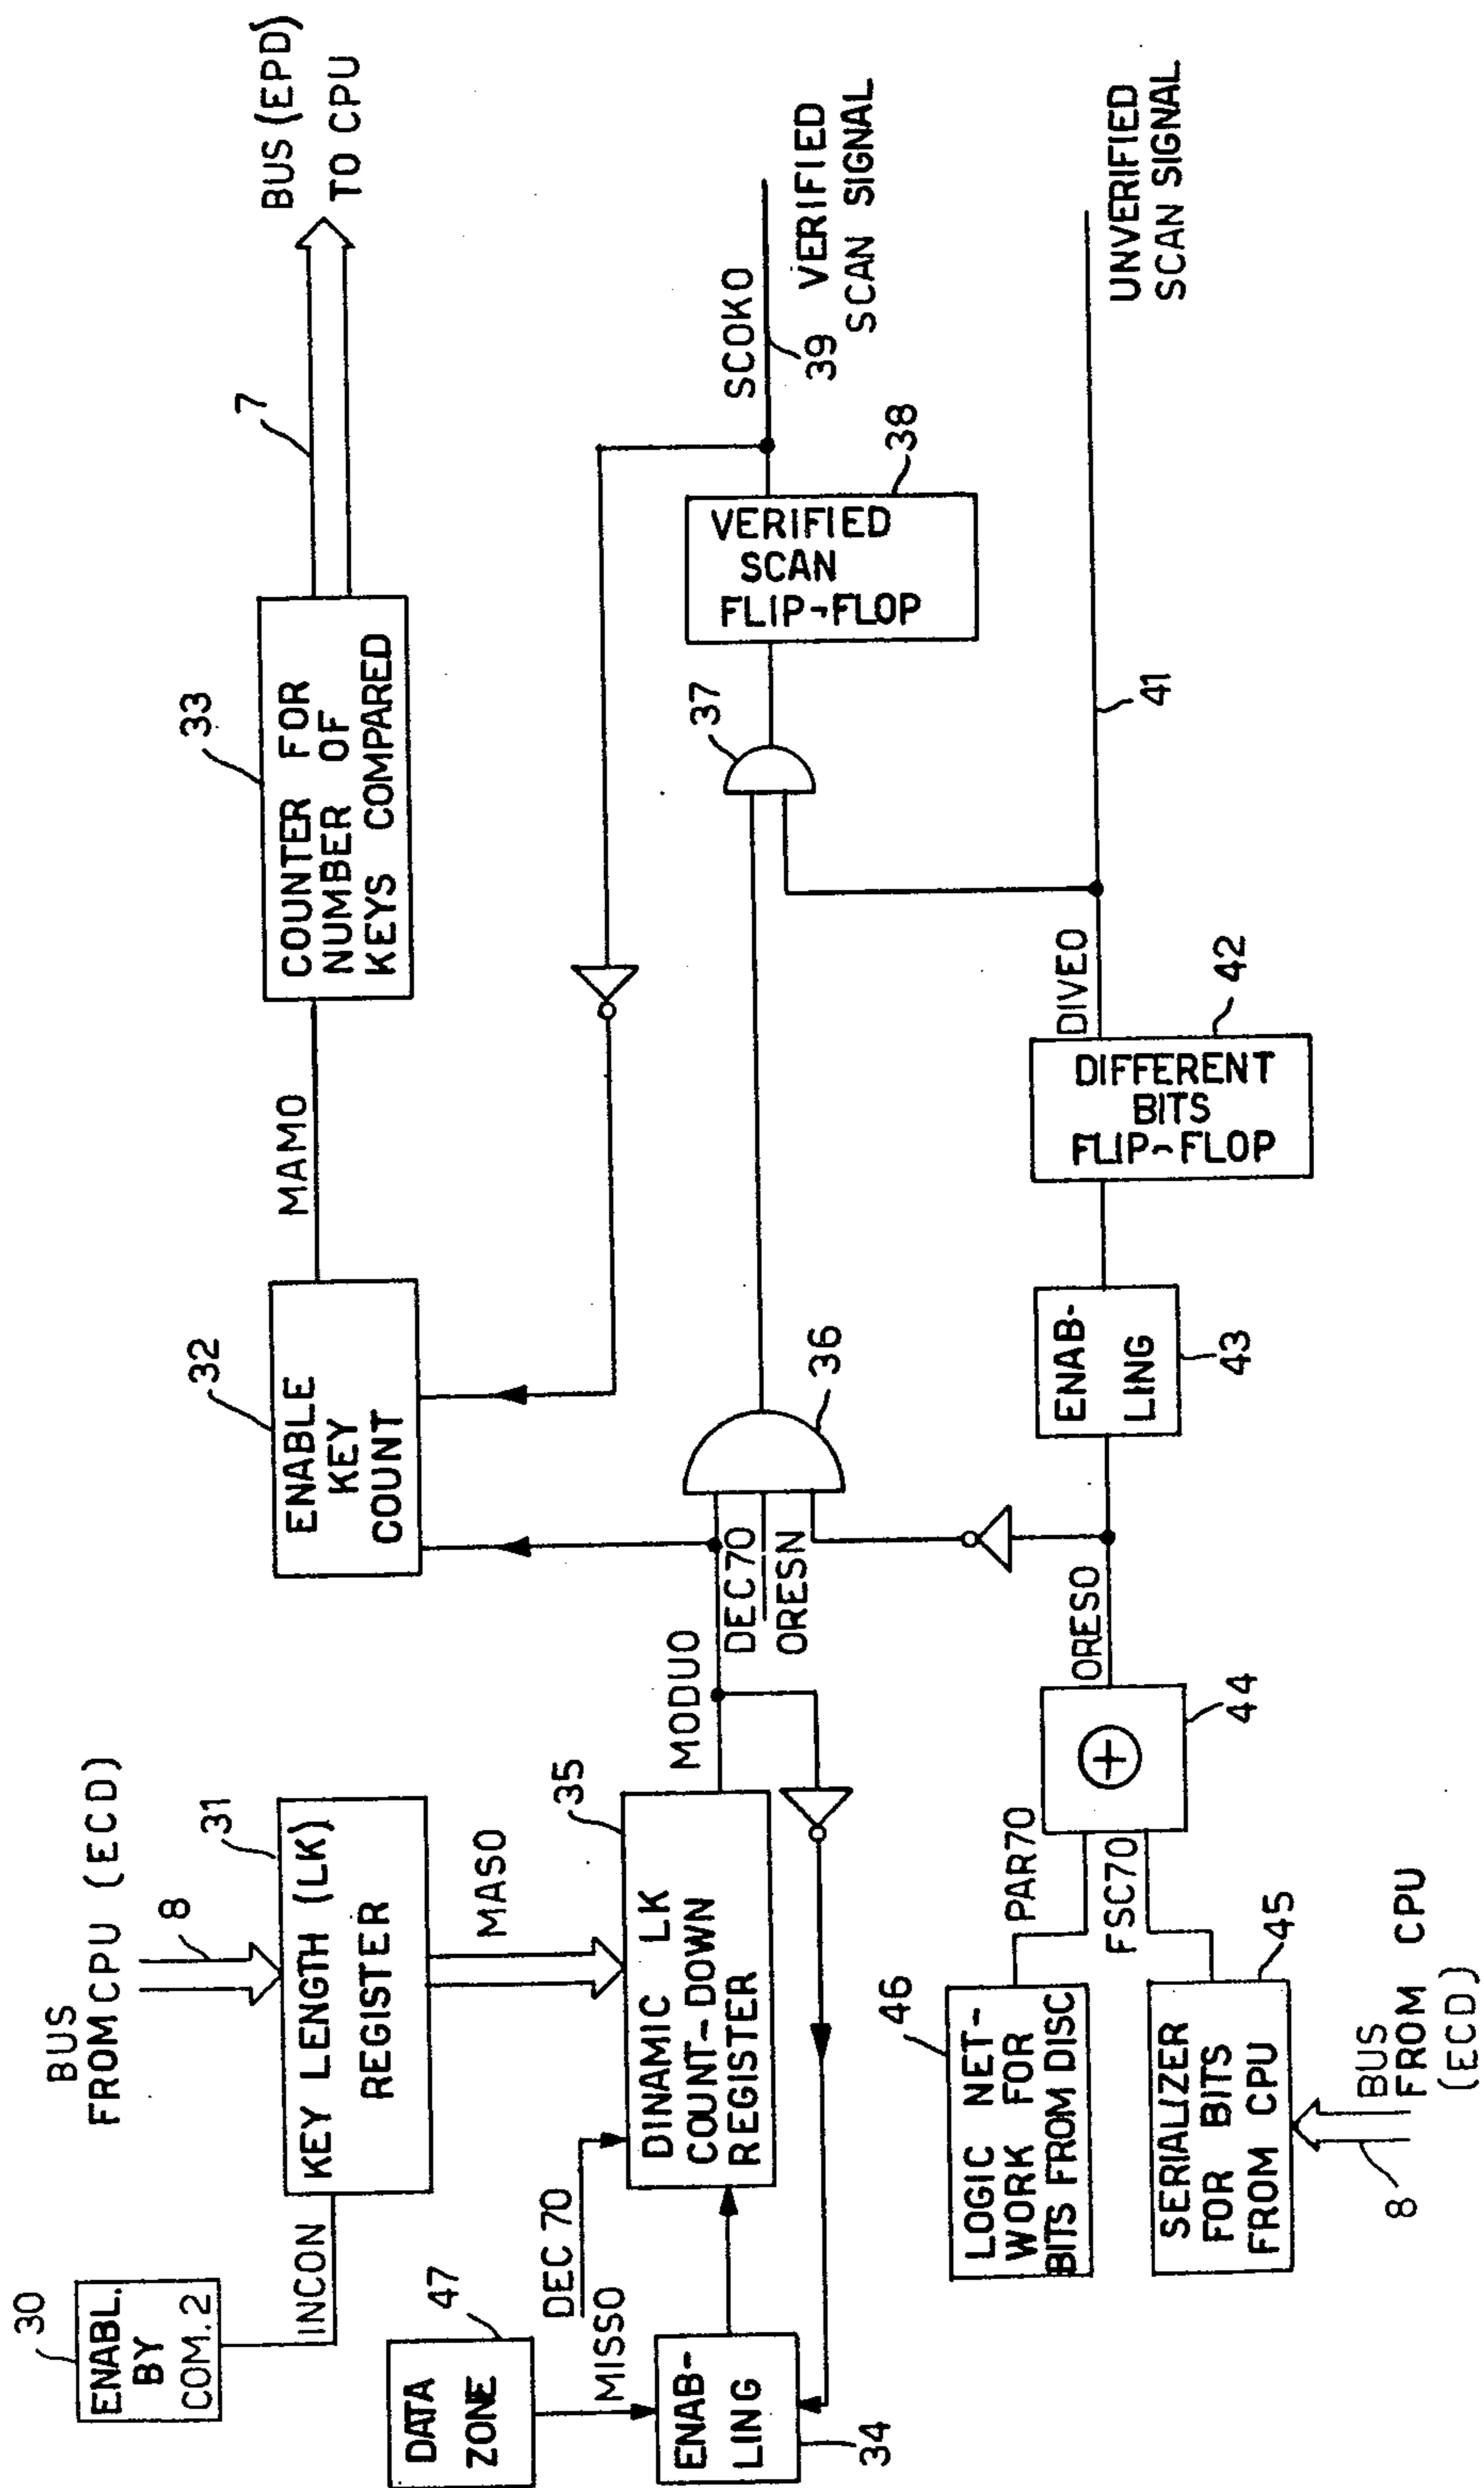 30
ENABL.
BY
COM. 2
INCON
BUS
FROM CPU (ECD)
8
31
KEY LENGTH (LK)
REGISTER
MASO
32
ENABLE
KEY
COUNT
MAMO
33
COUNTER FOR
NUMBER OF
KEYS COMPARED
7
BUS (EPD)
TO CPU
47
DATA
ZONE
MISSO
DEC 70
35
DINAMIC LK
COUNT-DOWN
REGISTER
ENAB-
LING
34
MODUO
DEC70
ORESN
36
37
VERIFIED
SCAN
FLIP-FLOP
38
SCOKO
39
VERIFIED
SCAN SIGNAL
46
LOGIC NET-
WORK FOR
BITS FROM DISC
PAR70
FSC70
SERIALIZER
FOR BITS
FROM CPU
45
8
BUS
FROM CPU
(ECD)
+
44
ORESO
ENAB-
LING
43
DIFFERENT
BITS
FLIP-FLOP
42
DIVEO
41
UNVERIFIED
SCAN SIGNAL